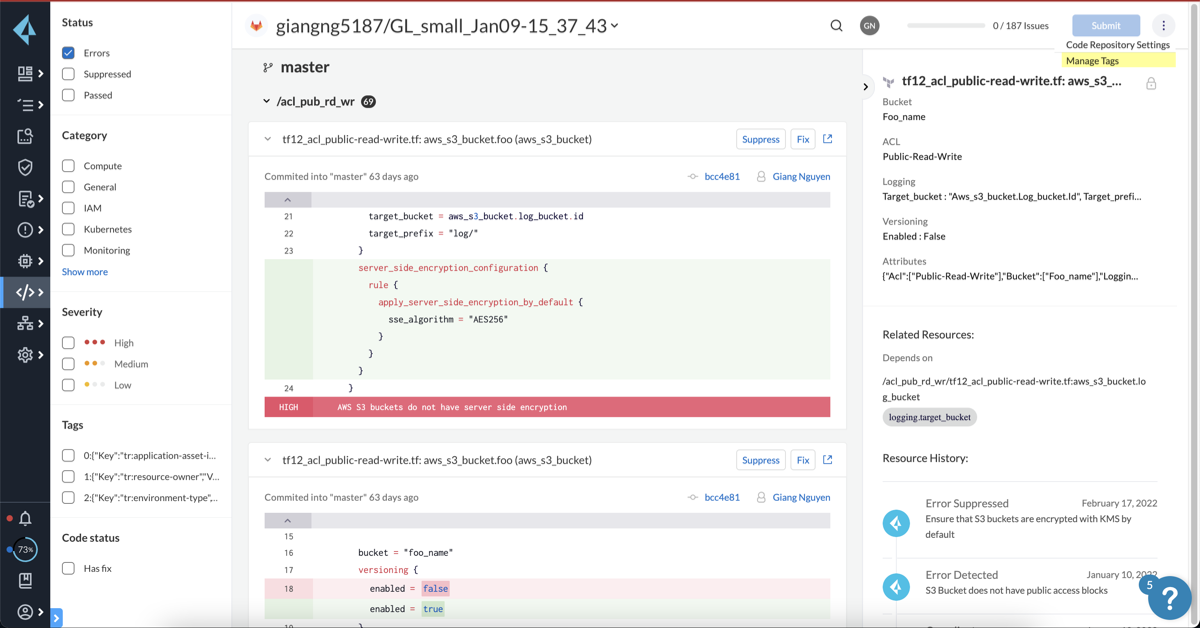 Status
Errors
Suppressed
Passed
Category
Compute
General
IAM
Kubernetes
Monitoring
Show more
Severity
High
Medium
Low
Tags
0:{"Key":"tr:application-asset-i...
1:{"Key":"tr:resource-owner","V...
2:{"Key":"tr:environment-type",...
Code status
Has fix
73%
giangng5187/GL_small_Jan09-15_37_43
GN
0 / 187 Issues
Submit
Code Repository Settings
Manage Tags
master
/acl_pub_rd_wr 69
tf12_acl_public-read-write.tf: aws_s3_bucket.foo (aws_s3_bucket)
Suppress
Fix
Commited into "master" 63 days ago
bcc4e81
Giang Nguyen
21 target_bucket = aws_s3_bucket.log_bucket.id
22 target_prefix = "log/"
23 }
server_side_encryption_configuration {
rule {
apply_server_side_encryption_by_default {
sse_algorithm = "AES256"
}
}
}
24 }
HIGH AWS S3 buckets do not have server side encryption
tf12_acl_public-read-write.tf: aws_s3_bucket.foo (aws_s3_bucket)
Suppress
Fix
Commited into "master" 63 days ago
bcc4e81
Giang Nguyen
15
16 bucket = "foo_name"
17 versioning {
18 enabled = false
enabled = true
19 }
tf12_acl_public-read-write.tf: aws_s3_...
Bucket
Foo_name
ACL
Public-Read-Write
Logging
Target_bucket : "Aws_s3_bucket.Log_bucket.Id", Target_prefi...
Versioning
Enabled : False
Attributes
{"Acl":["Public-Read-Write"],"Bucket":["Foo_name"],"Loggin...
Related Resources:
Depends on
/acl_pub_rd_wr/tf12_acl_public-read-write.tf:aws_s3_bucket.lo
g_bucket
logging.target_bucket
Resource History:
Error Suppressed
February 17, 2022
Ensure that S3 buckets are encrypted with KMS by
default
Error Detected
January 10, 2022
S3 Bucket does not have public access blocks
5
?